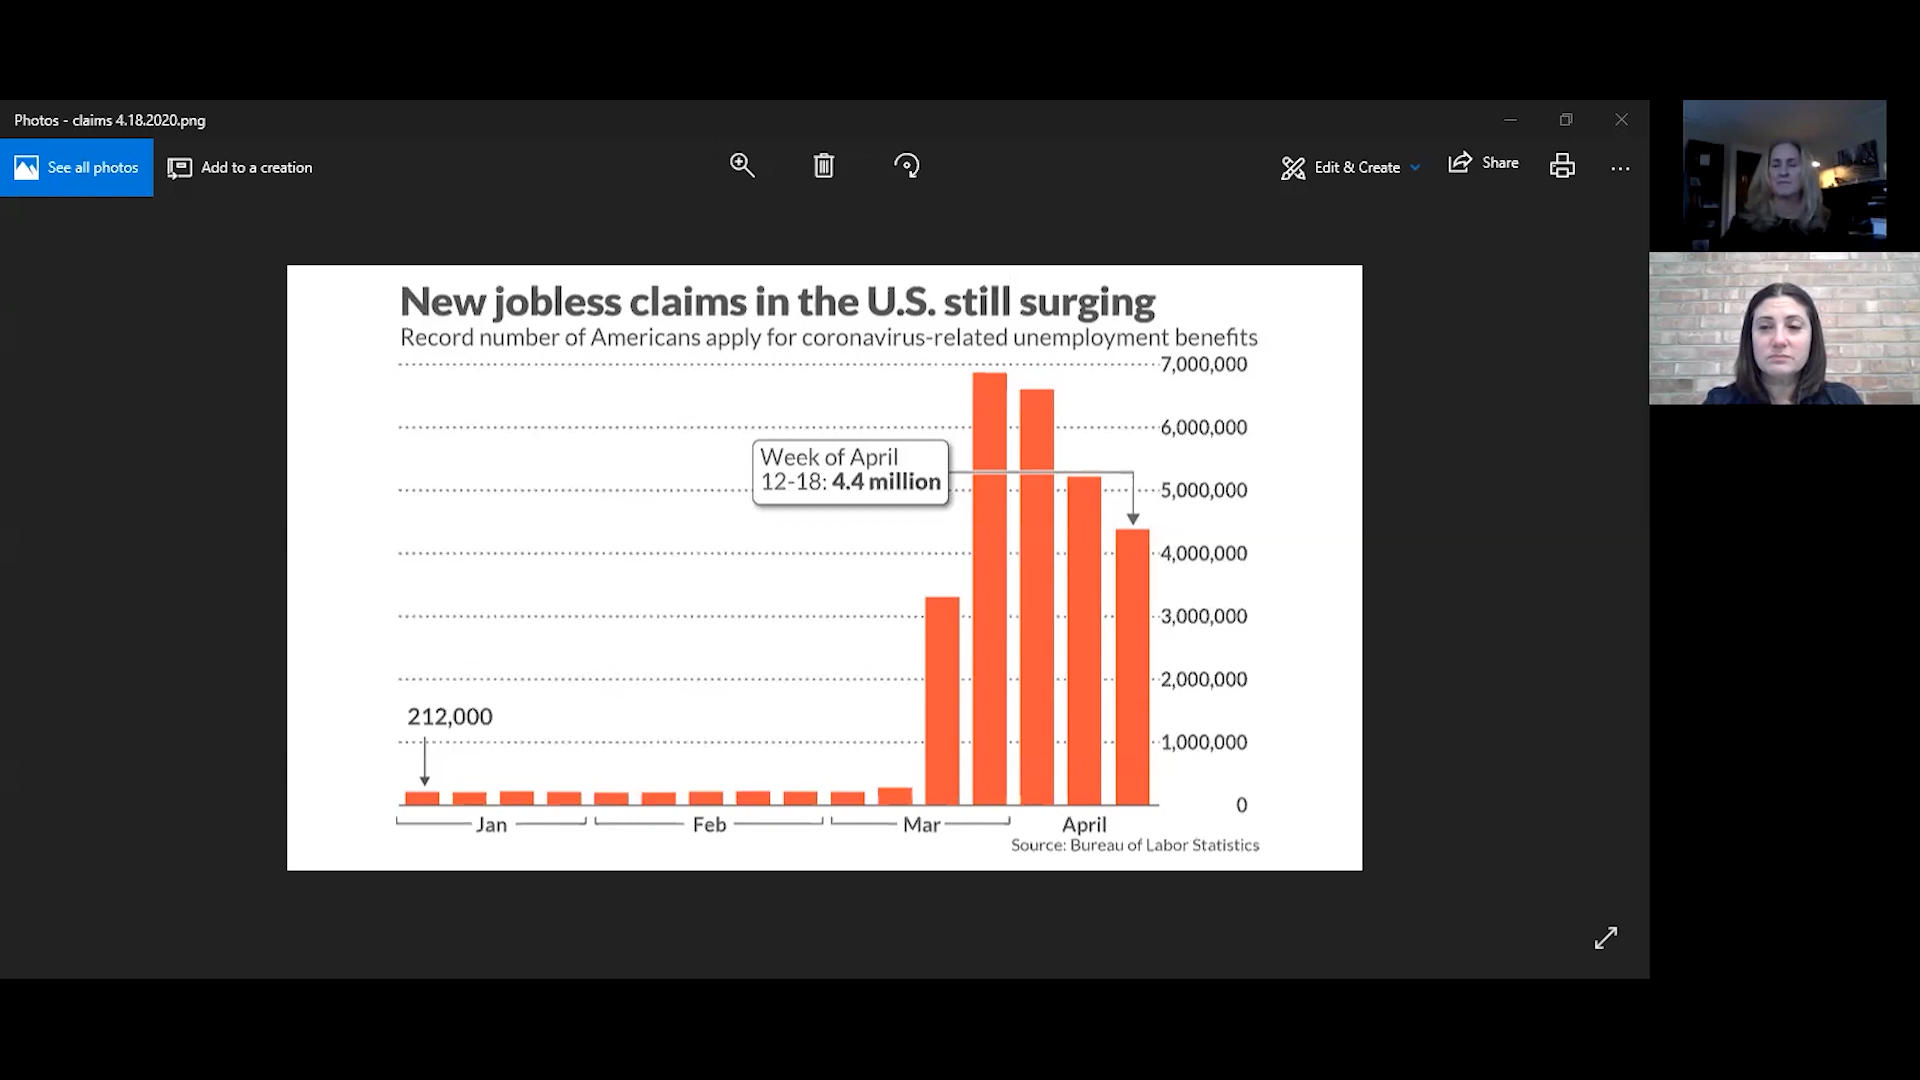 Photos - claims 4.18.2020.png
See all photos
Add to a creation
Edit & Create
Share
New jobless claims in the U.S. still surging
Record number of Americans apply for coronavirus-related unemployment benefits
7,000,000
6,000,000
Week of April
12-18: 4.4 million
5,000,000
4,000,000
3,000,000
2,000,000
212,000
1,000,000
0
Jan
Feb
Mar
April
Source: Bureau of Labor Statistics